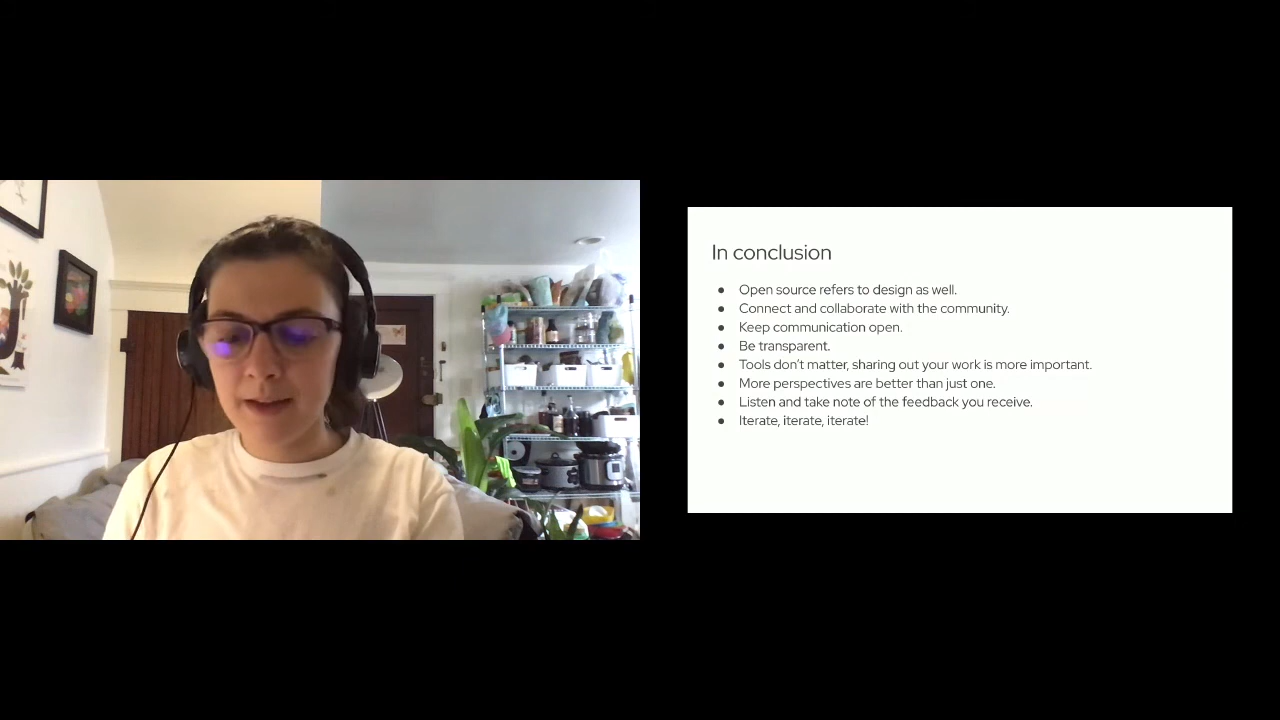 In conclusion
● Open source refers to design as well.
● Connect and collaborate with the community.
● Keep communication open.
● Be transparent.
● Tools don't matter, sharing out your work is more important.
● More perspectives are better than just one.
● Listen and take note of the feedback you receive.
● Iterate, iterate, iterate!